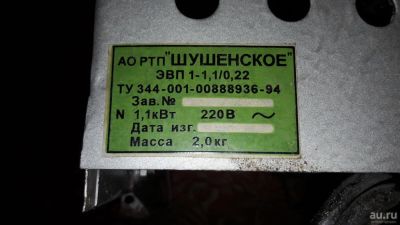 АО РТП "ШУШЕНСКОЕ"
ЭВП 1-1,1/0,22
ТУ 344-001-00888936-94
Зав.№
N 1,1кВт 220В ~
Дата изг.
Масса 2,0кг
au.ru